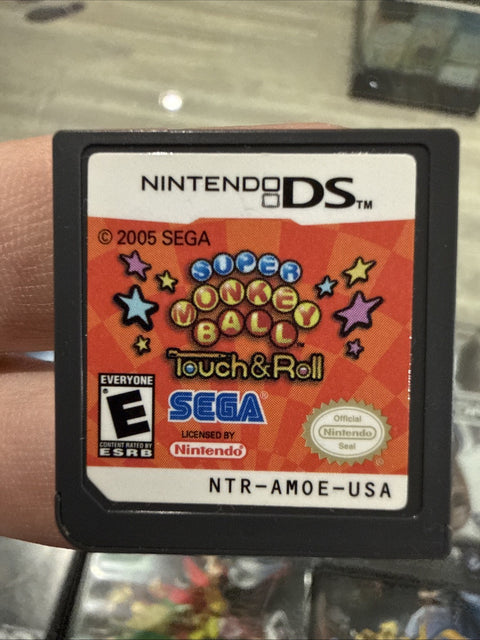 NINTENDO DS™
© 2005 SEGA
SUPER
MONKEY
BALL™
Touch & Roll
EVERYONE
E
CONTENT RATED BY
ESRB
SEGA®
LICENSED BY
Nintendo®
Official
Nintendo
Seal
®
NTR-AMOE-USA